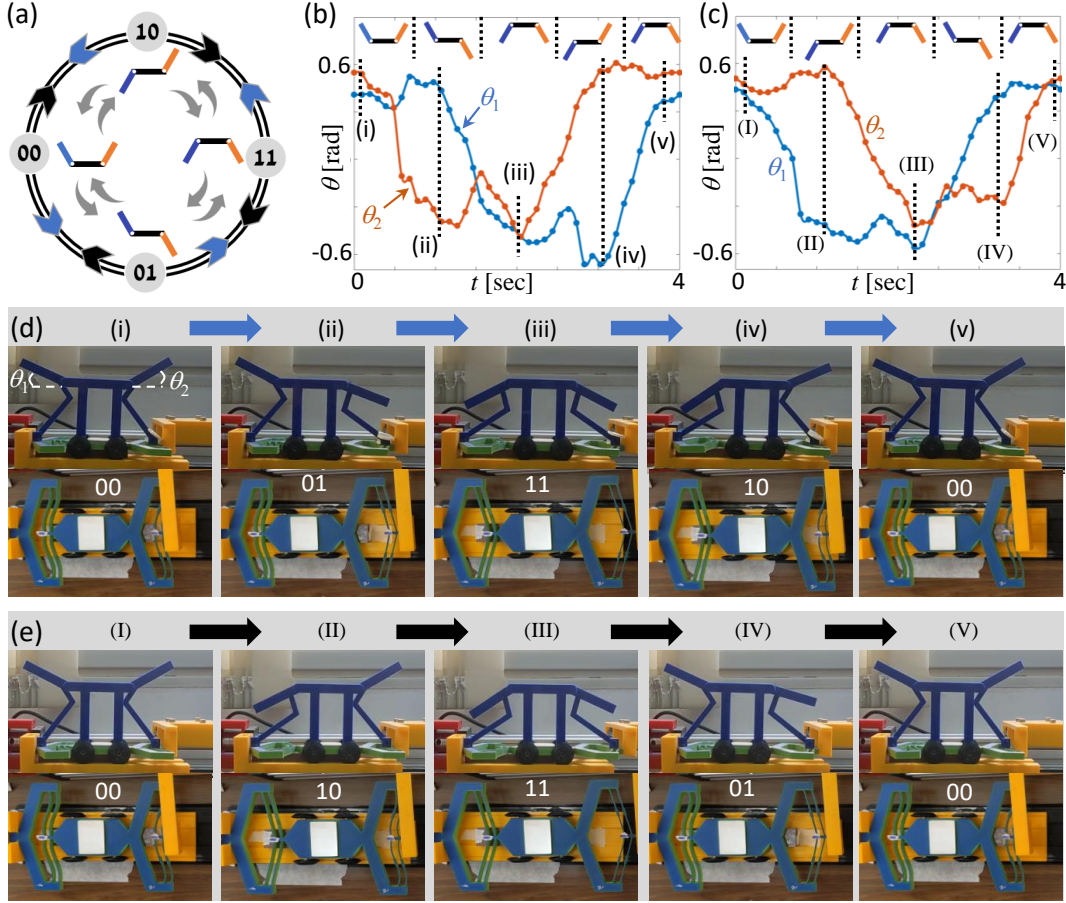 (a)
10
00
11
01
(b)
0.6
θ [rad]
-0.6
(i)
(ii)
(iii)
(iv)
(v)
θ₁
θ₂
0
t [sec]
4
(c)
0.6
θ [rad]
-0.6
(I)
(II)
(III)
(IV)
(V)
θ₂
θ₁
0
t [sec]
4
(d) (i) (ii) (iii) (iv) (v)
θ₁ θ₂
00 01 11 10 00
(e) (I) (II) (III) (IV) (V)
00 10 11 01 00